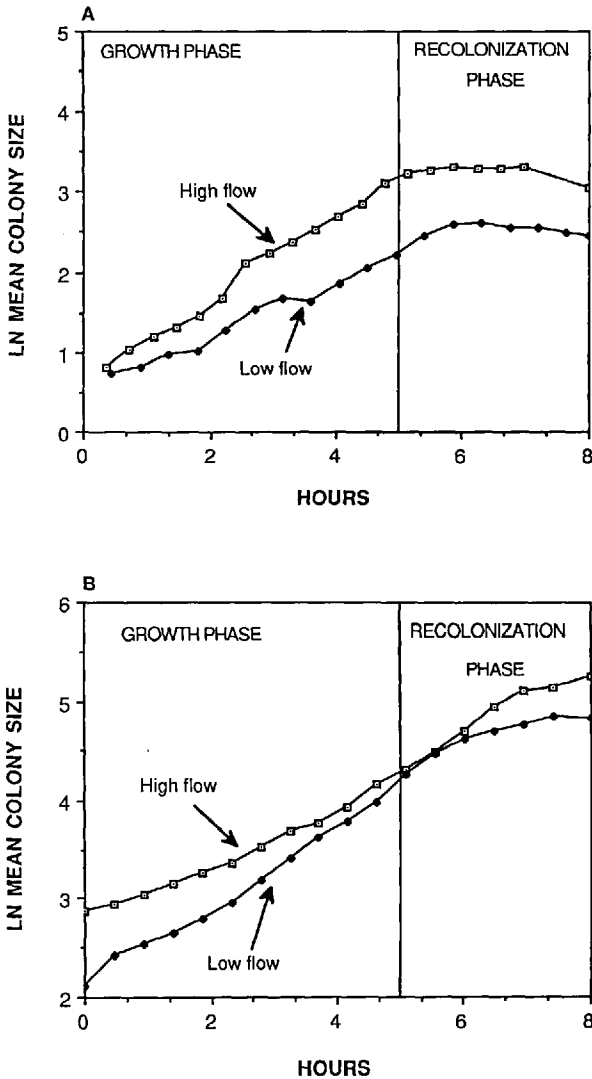 A
5
4
3
2
1
0
LN MEAN COLONY SIZE
GROWTH PHASE
RECOLONIZATION
PHASE
High flow
Low flow
0
2
4
6
8
HOURS
B
6
5
4
3
2
LN MEAN COLONY SIZE
GROWTH PHASE
RECOLONIZATION
PHASE
High flow
Low flow
0
2
4
6
8
HOURS